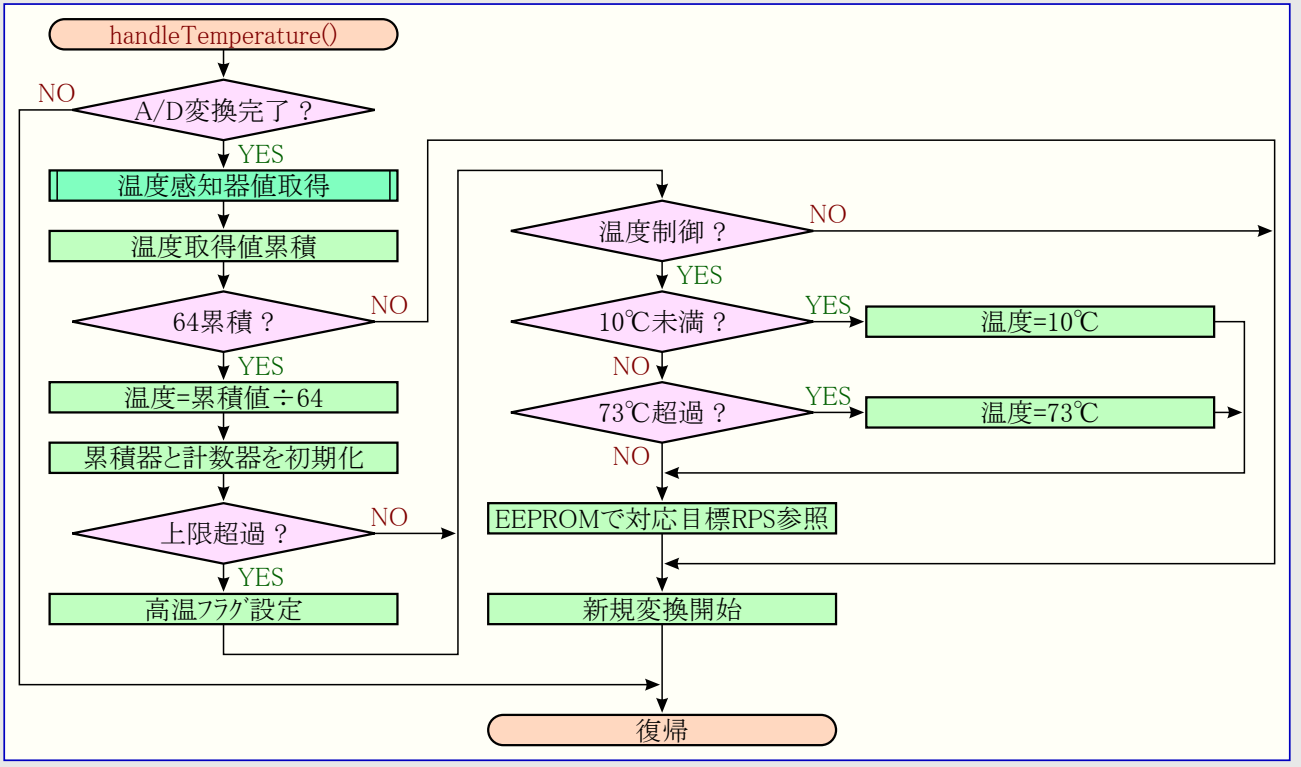 handleTemperature()
NO
A/D変換完了？
YES
温度感知器値取得
温度取得値累積
64累積？
NO
YES
温度=累積値÷64
累積器と計数器を初期化
上限超過？
NO
YES
高温ﾌﾗｸﾞ設定
温度制御？
NO
YES
10℃未満？
YES
温度=10℃
NO
73℃超過？
YES
温度=73℃
NO
EEPROMで対応目標RPS参照
新規変換開始
復帰